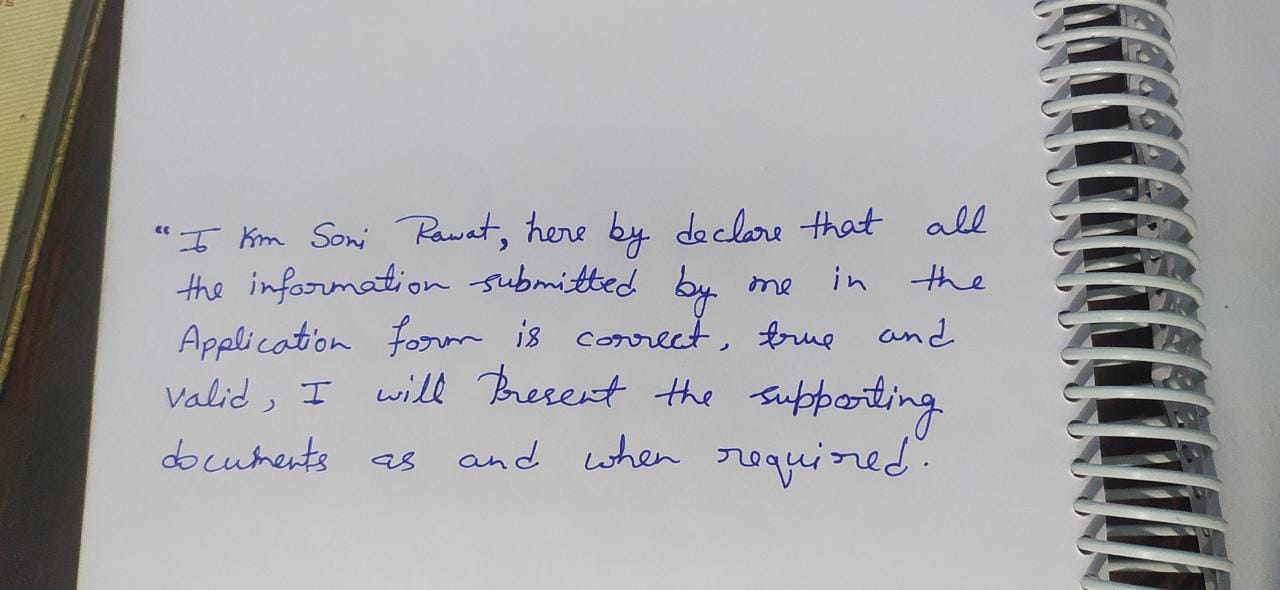 “I Km Soni Rawat, here by declare that all
the information submitted by me in the
Application form is correct, true and
valid, I will Present the supporting
documents as and when required.